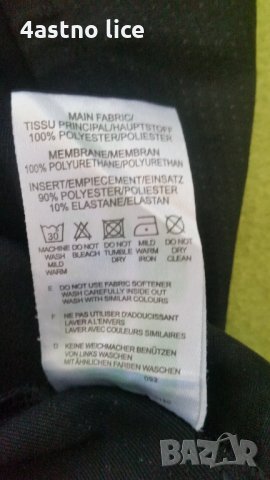 4astno lice
MAIN FABRIC/
TISSU PRINCIPAL/HAUPTSTOFF
100% POLYESTER/POLIESTER
MEMBRANE/MEMBRAN
100% POLYURETHANE/POLYURETHAN
INSERT/EMPIECEMENT/EINSATZ
90% POLYESTER/POLIESTER
10% ELASTANE/ELASTAN
30
MACHINE WASH MILD WARM
DO NOT BLEACH
DO NOT TUMBLE DRY
MILD WARM IRON
DO NOT DRY CLEAN
E DO NOT USE FABRIC SOFTENER
WASH CAREFULLY INSIDE OUT
WASH WITH SIMILAR COLOURS
F NE PAS UTILISER D'ADOUCISSANT
LAVER A L'ENVERS
LAVER AVEC COULEURS SIMILAIRES
D KEINE WEICHMACHER BENÜTZEN
VON LINKS WASCHEN
MIT ÄHNLICHEN FARBEN WASCHEN
092
BAZAR